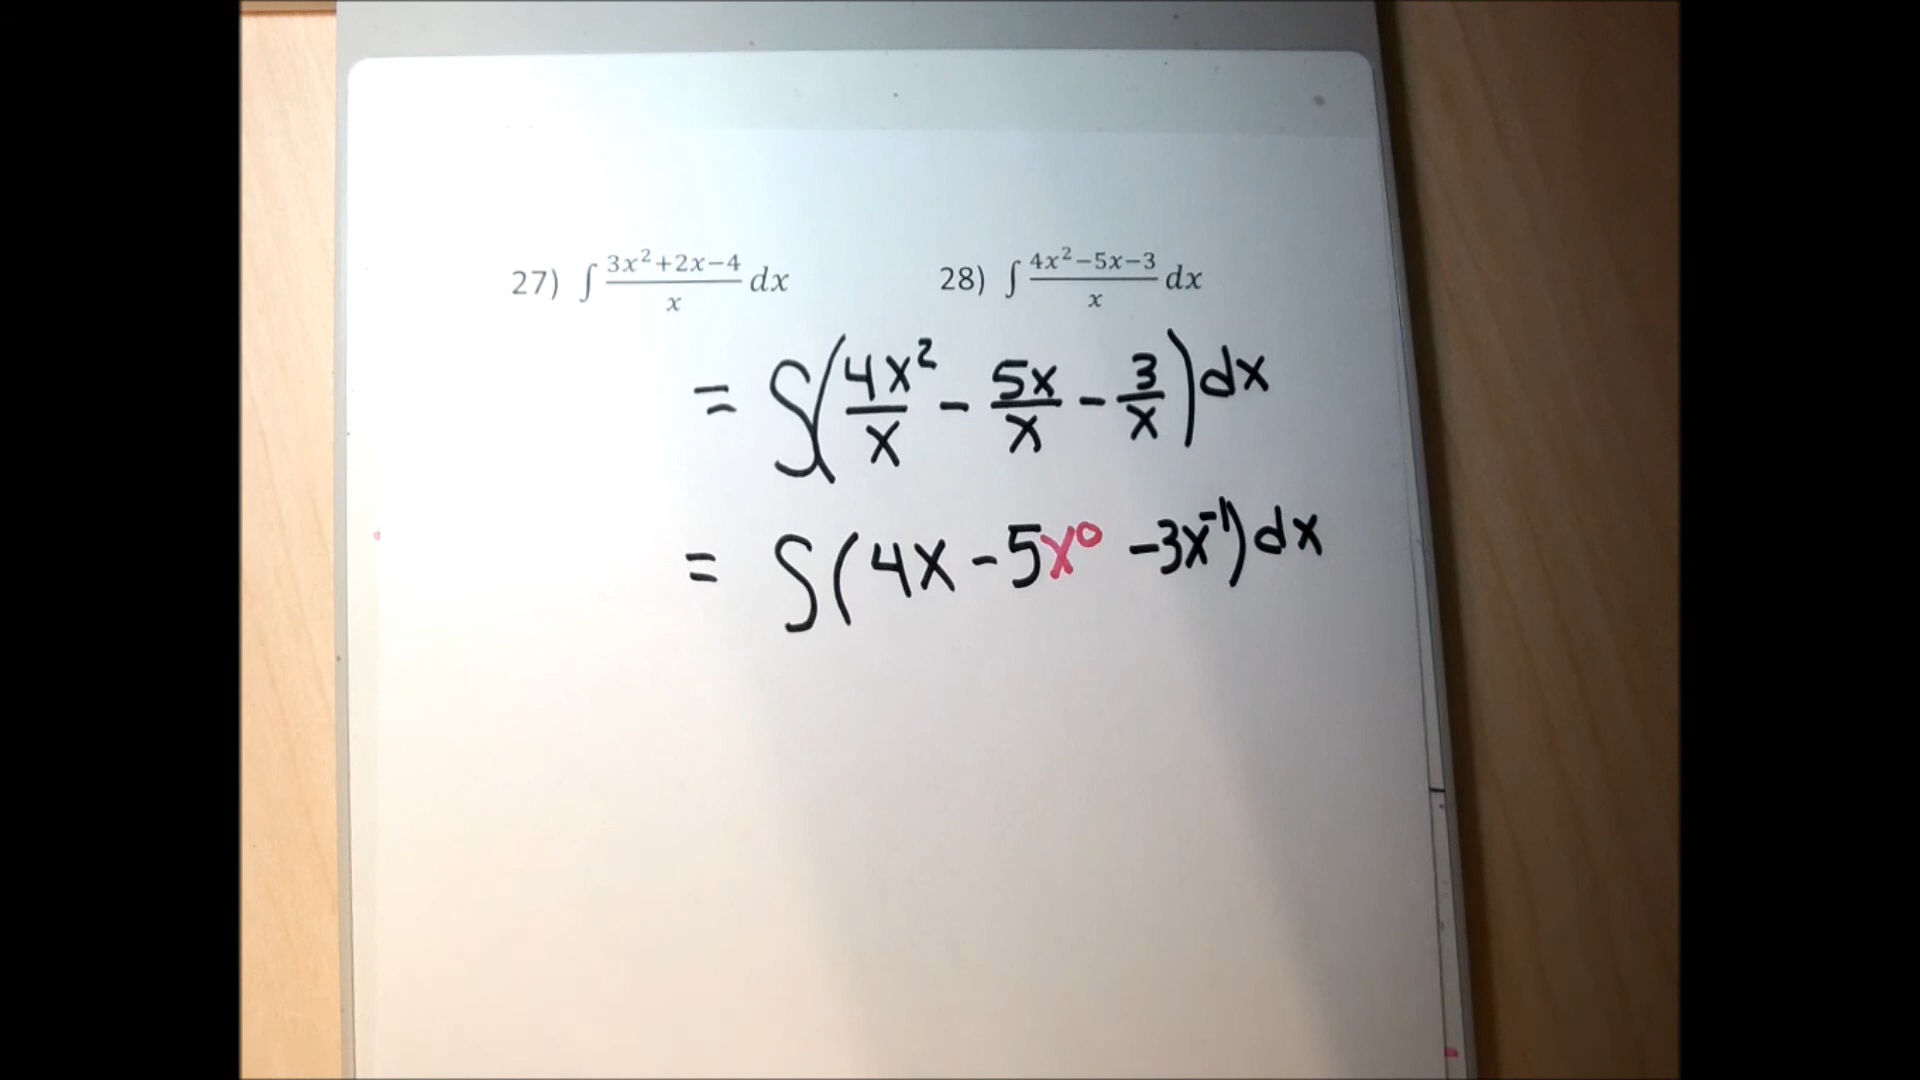 27) ∫ (3x²+2x−4)/x dx 28) ∫ (4x²−5x−3)/x dx
= ∫(4x²/x − 5x/x − 3/x) dx
= ∫(4x − 5x⁰ − 3x⁻¹) dx